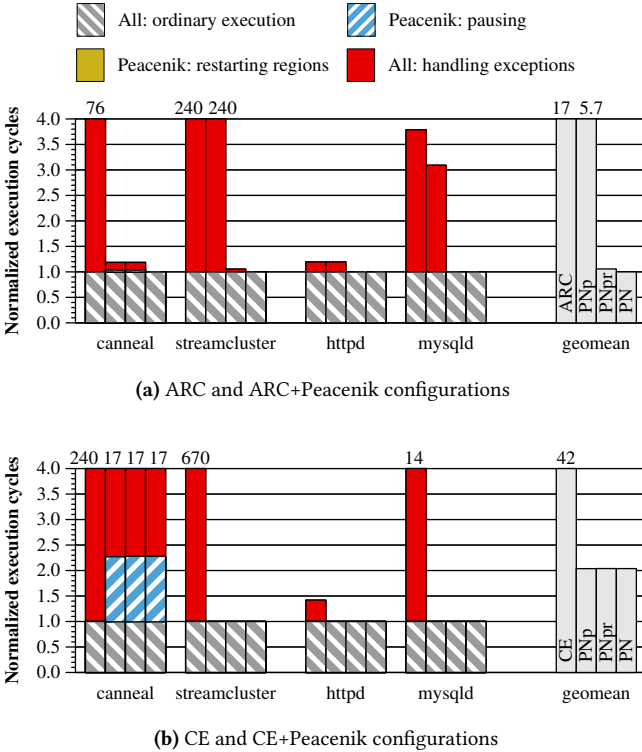 All: ordinary execution
Peacenik: pausing
Peacenik: restarting regions
All: handling exceptions
76
240 240
17 5.7
Normalized execution cycles
4.0
3.5
3.0
2.5
2.0
1.5
1.0
0.5
0.0
ARC
PNp
PNpr
PN
canneal streamcluster httpd mysqld geomean
(a) ARC and ARC+Peacenik configurations
240 17 17 17 670 14 42
Normalized execution cycles
4.0
3.5
3.0
2.5
2.0
1.5
1.0
0.5
0.0
CE
PNp
PNpr
PN
canneal streamcluster httpd mysqld geomean
(b) CE and CE+Peacenik configurations